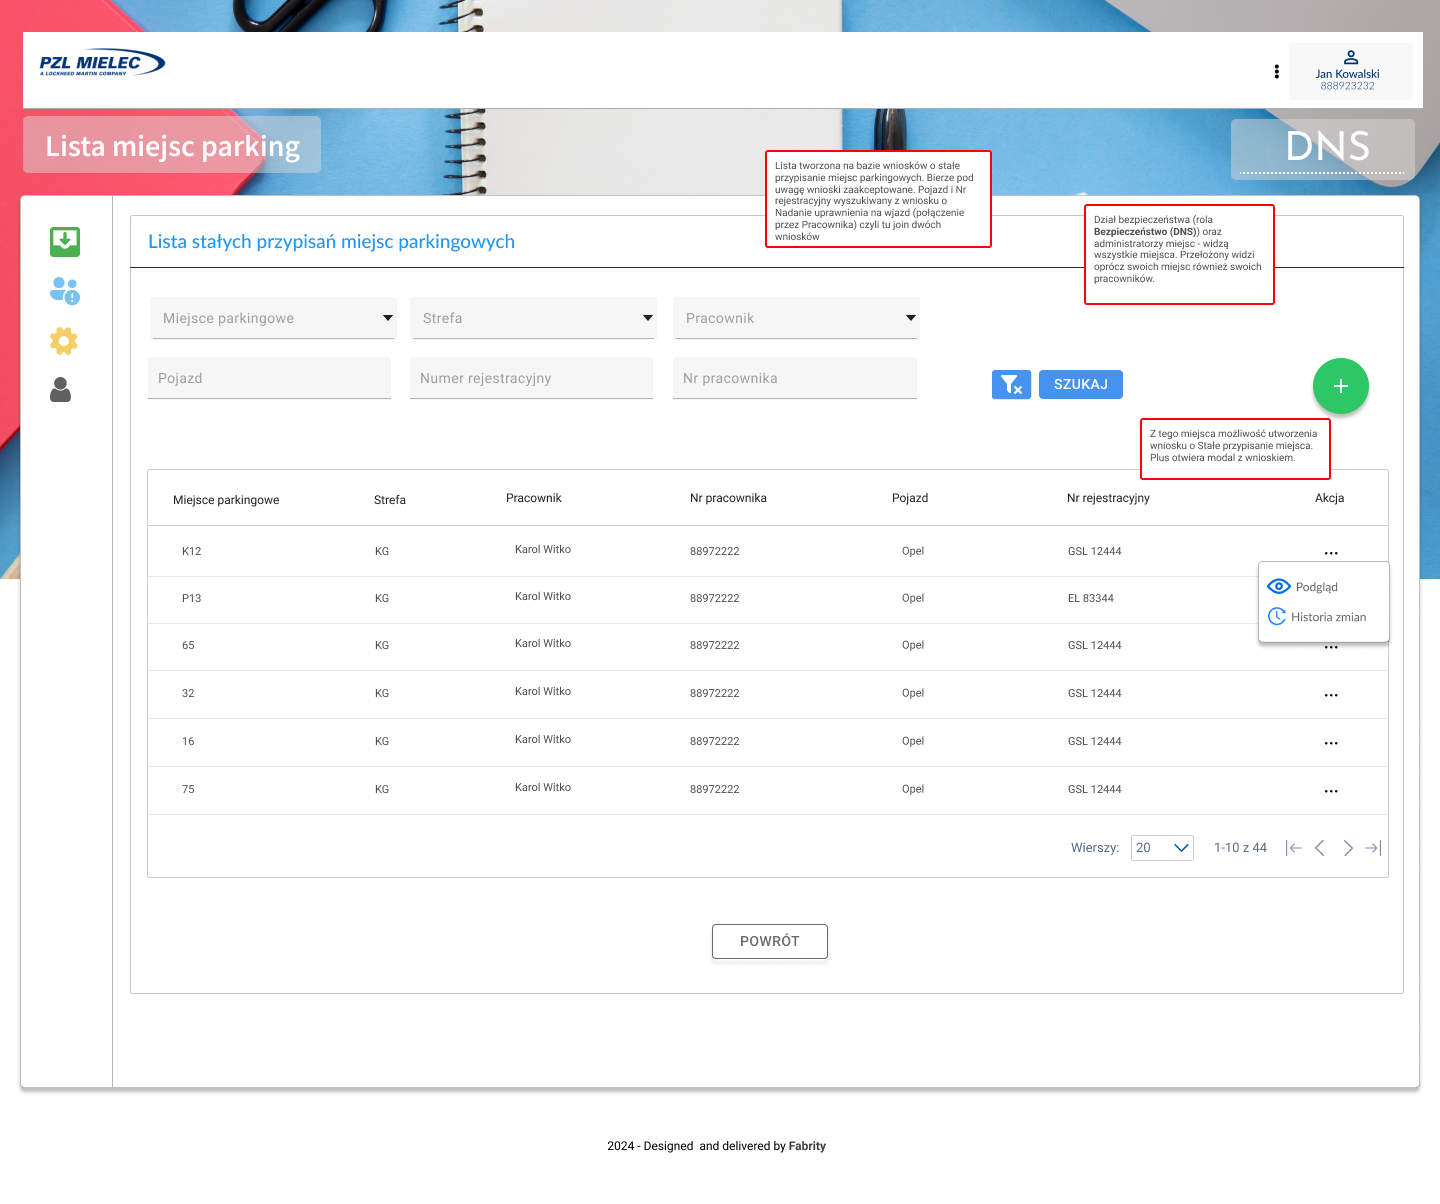 PZL MIELEC
A LOCKHEED MARTIN COMPANY
Jan Kowalski
888923232
Lista miejsc parking
DNS
Lista tworzona na bazie wniosków o stałe
przypisanie miejsc parkingowych. Bierze pod
uwagę wnioski zaakceptowane. Pojazd i Nr
rejestracyjny wyszukiwany z wniosku o
Nadanie uprawnienia na wjazd (połączenie
przez Pracownika) czyli tu join dwóch
wniosków
Dział bezpieczeństwa (rola
Bezpieczeństwo (DNS)) oraz
administratorzy miejsc - widzą
wszystkie miejsca. Przełożony widzi
oprócz swoich miejsc również swoich
pracowników.
Lista stałych przypisań miejsc parkingowych
Miejsce parkingowe
Strefa
Pracownik
Pojazd
Numer rejestracyjny
Nr pracownika
SZUKAJ
Z tego miejsca możliwość utworzenia
wniosku o Stałe przypisanie miejsca.
Plus otwiera modal z wnioskiem.
Miejsce parkingowe Strefa Pracownik Nr pracownika Pojazd Nr rejestracyjny Akcja
K12 KG Karol Witko 88972222 Opel GSL 12444
P13 KG Karol Witko 88972222 Opel EL 83344
65 KG Karol Witko 88972222 Opel GSL 12444
32 KG Karol Witko 88972222 Opel GSL 12444
16 KG Karol Witko 88972222 Opel GSL 12444
75 KG Karol Witko 88972222 Opel GSL 12444
Podgląd
Historia zmian
Wierszy: 20 1-10 z 44
POWRÓT
2024 - Designed and delivered by Fabrity